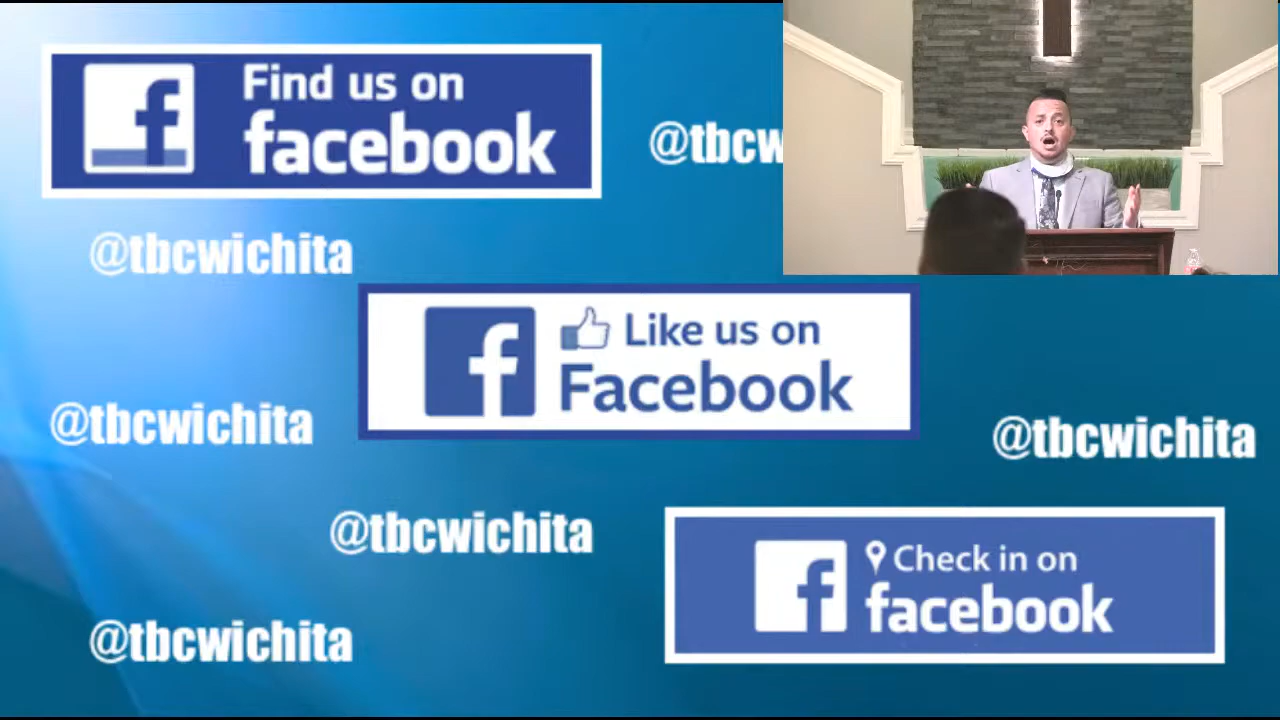 Find us on
facebook
@tbcw
@tbcwichita
Like us on
Facebook
@tbcwichita
@tbcwichita
@tbcwichita
Check in on
facebook
@tbcwichita